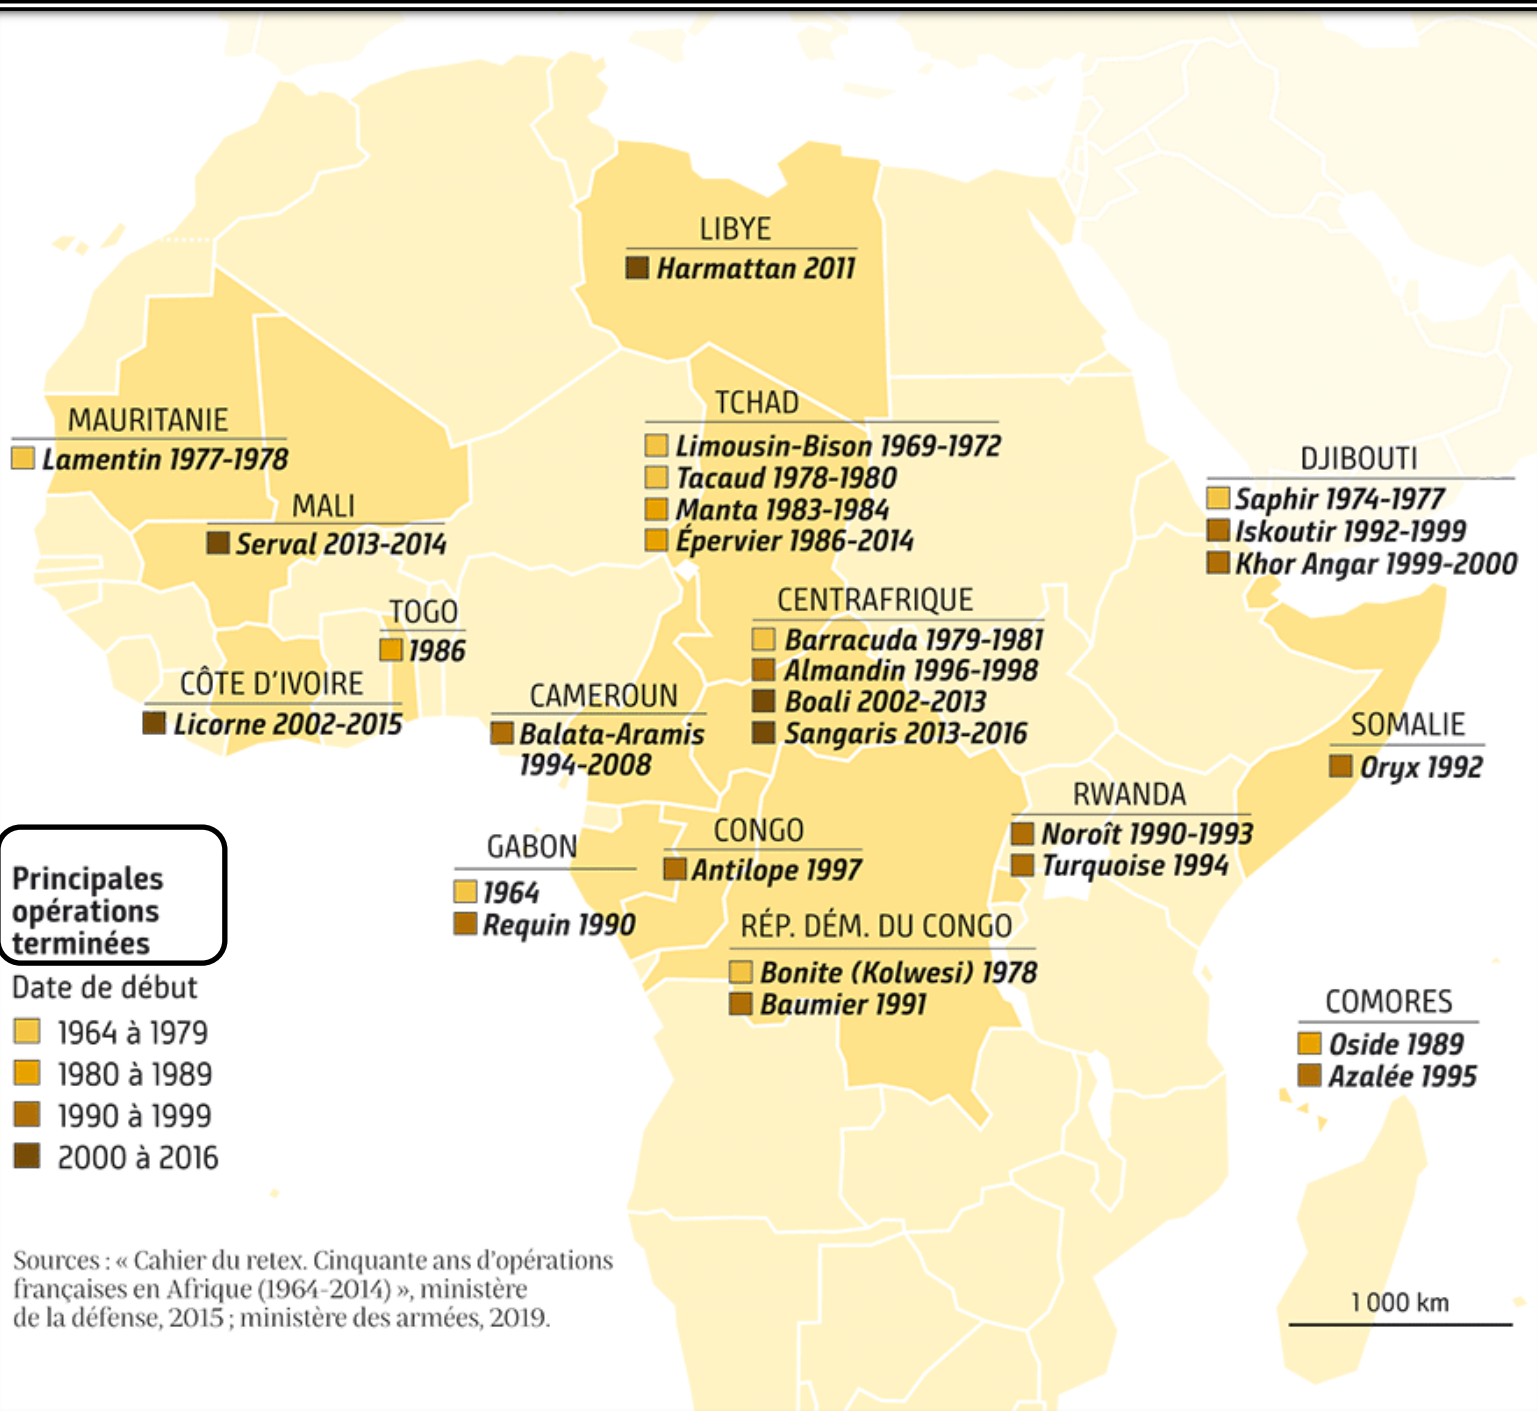 LIBYE
Harmattan 2011
MAURITANIE
Lamentin 1977-1978
MALI
Serval 2013-2014
TCHAD
Limousin-Bison 1969-1972
Tacaud 1978-1980
Manta 1983-1984
Épervier 1986-2014
DJIBOUTI
Saphir 1974-1977
Iskoutir 1992-1999
Khor Angar 1999-2000
TOGO
1986
CÔTE D'IVOIRE
Licorne 2002-2015
CAMEROUN
Balata-Aramis
1994-2008
CENTRAFRIQUE
Barracuda 1979-1981
Almandin 1996-1998
Boali 2002-2013
Sangaris 2013-2016
SOMALIE
Oryx 1992
RWANDA
Noroît 1990-1993
Turquoise 1994
GABON
1964
Requin 1990
CONGO
Antilope 1997
RÉP. DÉM. DU CONGO
Bonite (Kolwesi) 1978
Baumier 1991
COMORES
Oside 1989
Azalée 1995
Principales
opérations
terminées
Date de début
1964 à 1979
1980 à 1989
1990 à 1999
2000 à 2016
Sources : « Cahier du retex. Cinquante ans d'opérations
françaises en Afrique (1964-2014) », ministère
de la défense, 2015 ; ministère des armées, 2019.
1 000 km